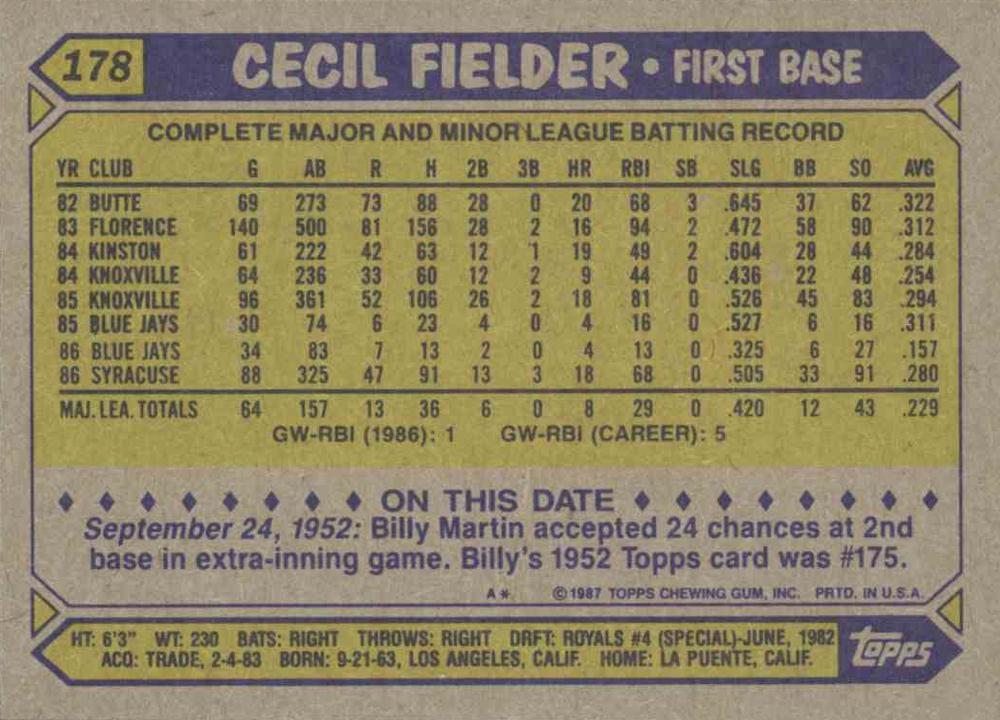 178 CECIL FIELDER • FIRST BASE
COMPLETE MAJOR AND MINOR LEAGUE BATTING RECORD
YR CLUB G AB R H 2B 3B HR RBI SB SLG BB SO AVG
82 BUTTE 69 273 73 88 28 0 20 68 3 .645 37 62 .322
83 FLORENCE 140 500 81 156 28 2 16 94 2 .472 58 90 .312
84 KINSTON 61 222 42 63 12 1 19 49 2 .604 28 44 .284
84 KNOXVILLE 64 236 33 60 12 2 9 44 0 .436 22 48 .254
85 KNOXVILLE 96 361 52 106 26 2 18 81 0 .526 45 83 .294
85 BLUE JAYS 30 74 6 23 4 0 4 16 0 .527 6 16 .311
86 BLUE JAYS 34 83 7 13 2 0 4 13 0 .325 6 27 .157
86 SYRACUSE 88 325 47 91 13 3 18 68 0 .505 33 91 .280
MAJ. LEA. TOTALS 64 157 13 36 6 0 8 29 0 .420 12 43 .229
GW-RBI (1986): 1 GW-RBI (CAREER): 5
♦ ♦ ♦ ♦ ♦ ♦ ♦ ♦ ON THIS DATE ♦ ♦ ♦ ♦ ♦ ♦ ♦ ♦
September 24, 1952: Billy Martin accepted 24 chances at 2nd
base in extra-inning game. Billy's 1952 Topps card was #175.
A* ©1987 TOPPS CHEWING GUM, INC. PRTD. IN U.S.A.
HT: 6'3" WT: 230 BATS: RIGHT THROWS: RIGHT DRFT: ROYALS #4 (SPECIAL)-JUNE, 1982
ACQ: TRADE, 2-4-83 BORN: 9-21-63, LOS ANGELES, CALIF. HOME: LA PUENTE, CALIF.
topps